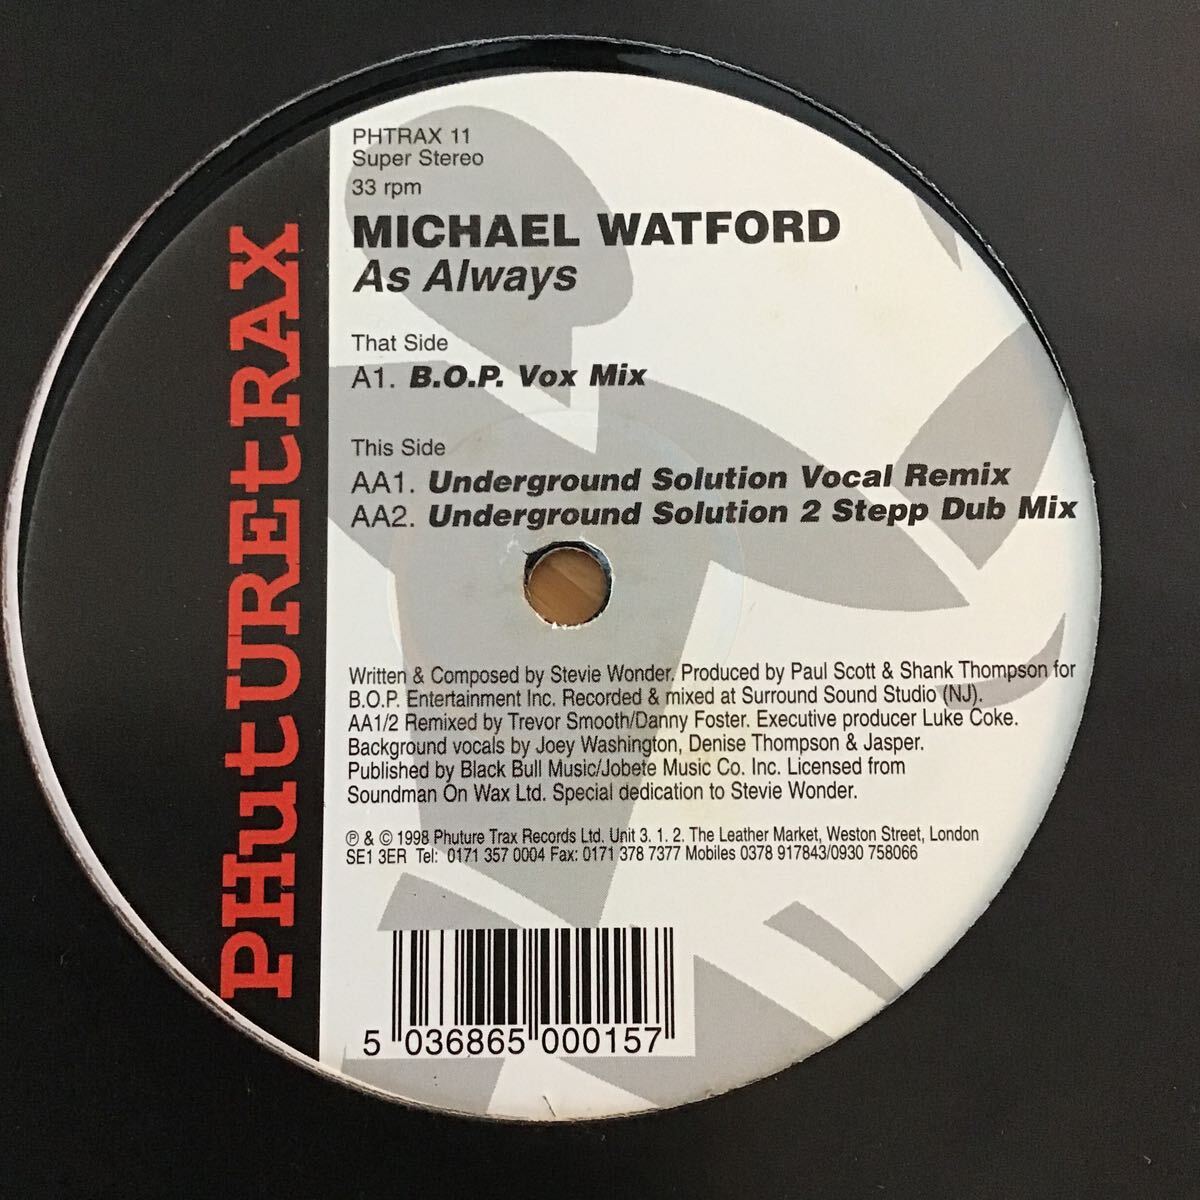 PHutUREtRAX
PHTRAX 11
Super Stereo
33 rpm
MICHAEL WATFORD
As Always
That Side
A1. B.O.P. Vox Mix
This Side
AA1. Underground Solution Vocal Remix
AA2. Underground Solution 2 Stepp Dub Mix
Written & Composed by Stevie Wonder. Produced by Paul Scott & Shank Thompson for
B.O.P. Entertainment Inc. Recorded & mixed at Surround Sound Studio (NJ).
AA1/2 Remixed by Trevor Smooth/Danny Foster. Executive producer Luke Coke.
Background vocals by Joey Washington, Denise Thompson & Jasper.
Published by Black Bull Music/Jobete Music Co. Inc. Licensed from
Soundman On Wax Ltd. Special dedication to Stevie Wonder.
℗ & © 1998 Phuture Trax Records Ltd. Unit 3. 1. 2. The Leather Market, Weston Street, London
SE1 3ER Tel: 0171 357 0004 Fax: 0171 378 7377 Mobiles 0378 917843/0930 758066
5 036865 000157